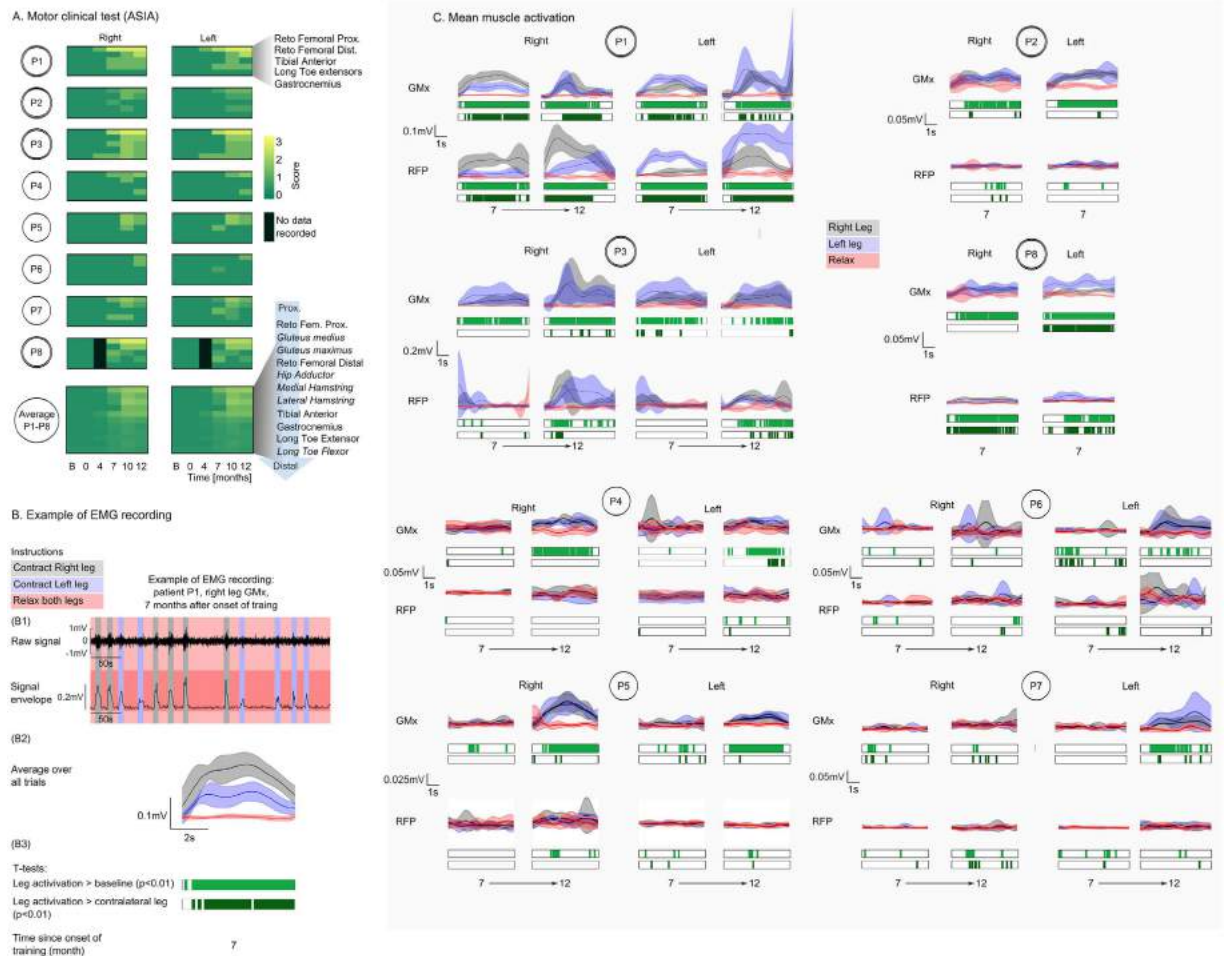 A. Motor clinical test (ASIA)
Right
Left
Reto Femoral Prox.
Reto Femoral Dist.
Tibial Anterior
Long Toe extensors
Gastrocnemius
P1
P2
P3
P4
P5
P6
P7
P8
Average
P1-P8
3
2
1
0
Score
No data
recorded
Prox.
Reto Fem. Prox.
Gluteus medius
Gluteus maximus
Reto Femoral Distal
Hip Adductor
Medial Hamstring
Lateral Hamstring
Tibial Anterior
Gastrocnemius
Long Toe Extensor
Long Toe Flexor
Distal
B 0 4 7 10 12
B 0 4 7 10 12
Time [months]
B. Example of EMG recording
Instructions
Contract Right leg
Contract Left leg
Relax both legs
Example of EMG recording:
patient P1, right leg GMx,
7 months after onset of traing
(B1)
Raw signal
1mV
0
-1mV
50s
Signal
envelope
0.2mV
50s
(B2)
Average over
all trials
0.1mV
2s
(B3)
T-tests:
Leg activivation > baseline (p<0.01)
Leg activivation > contralateral leg
(p<0.01)
Time since onset of
training (month)
7
C. Mean muscle activation
Right
P1
Left
GMx
0.1mV
1s
RFP
7
12
7
12
Right
P2
Left
GMx
0.05mV
1s
RFP
7
7
Right Leg
Left leg
Relax
Right
P3
Left
GMx
0.2mV
1s
RFP
7
12
7
12
Right
P8
Left
GMx
0.05mV
1s
RFP
7
7
Right
P4
Left
GMx
0.05mV
1s
RFP
7
12
7
12
Right
P6
Left
GMx
0.05mV
1s
RFP
7
12
7
12
Right
P5
Left
GMx
0.025mV
1s
RFP
7
12
7
12
Right
P7
Left
GMx
0.05mV
1s
RFP
7
12
7
12